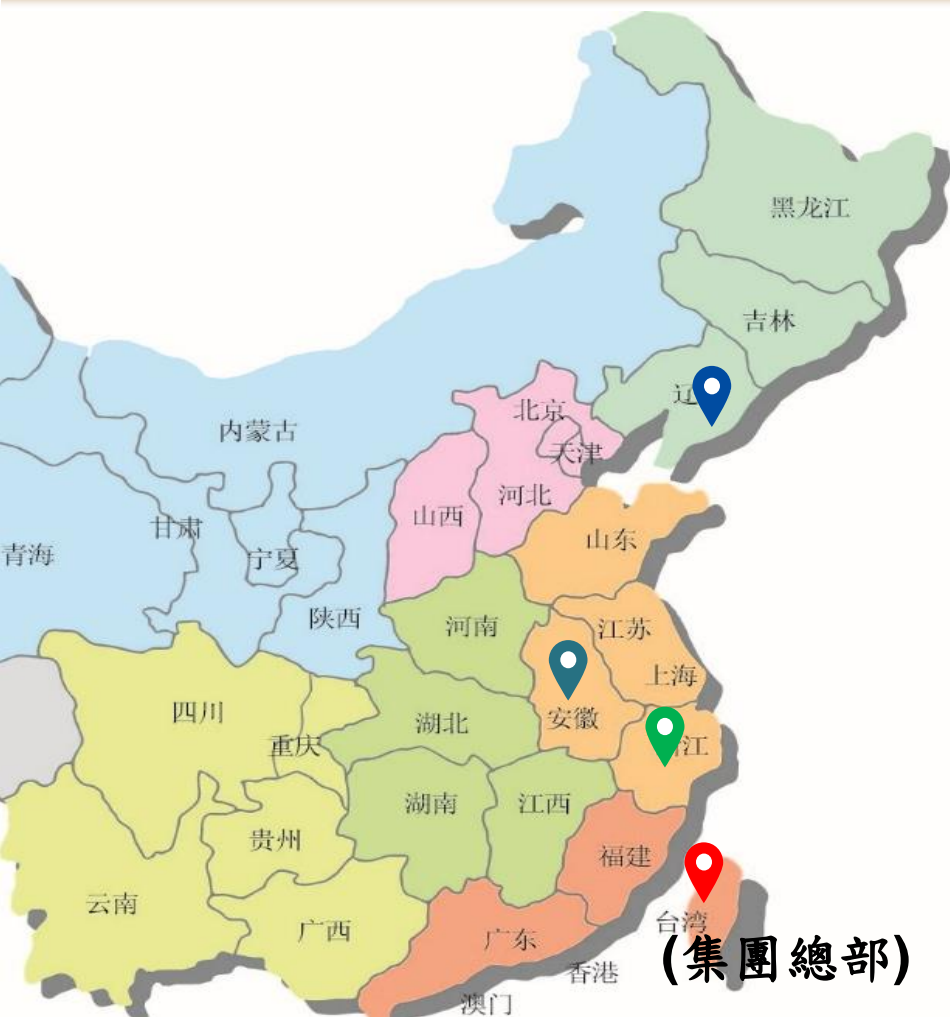 黑龙江
吉林
辽
北京
内蒙古
天津
河北
山西
甘肃
山东
青海
宁夏
陕西
河南
江苏
上海
四川
安徽
湖北
重庆
江
湖南
江西
贵州
福建
云南
台湾
广西
广东
(集團總部)
香港
澳门